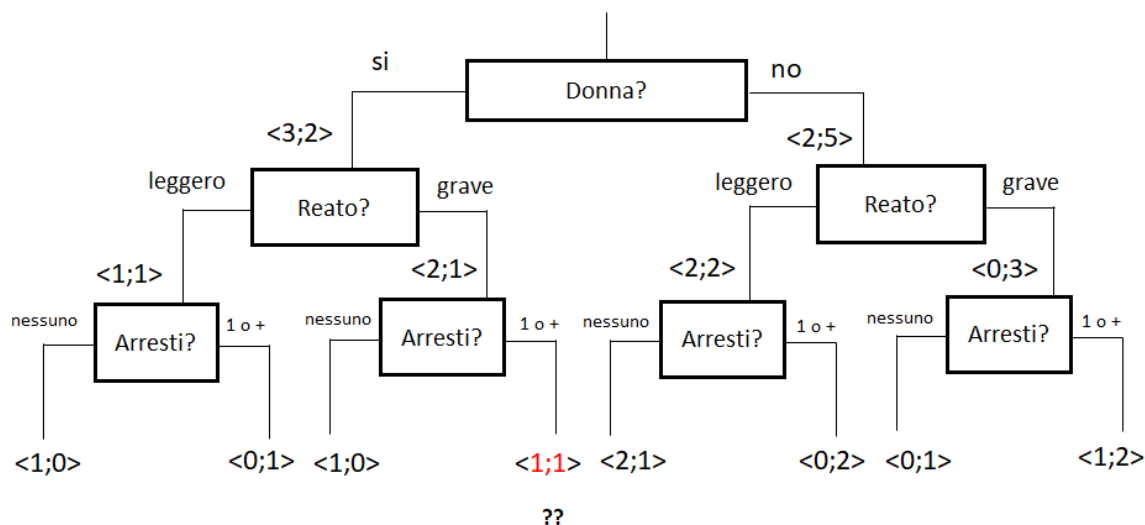 si
Donna?
no
<3;2>
<2;5>
leggero
Reato?
grave
leggero
Reato?
grave
<1;1>
<2;1>
<2;2>
<0;3>
nessuno
Arresti?
1 o +
nessuno
Arresti?
1 o +
nessuno
Arresti?
1 o +
nessuno
Arresti?
1 o +
<1;0>
<0;1>
<1;0>
<1;1>
<2;1>
<0;2>
<0;1>
<1;2>
??